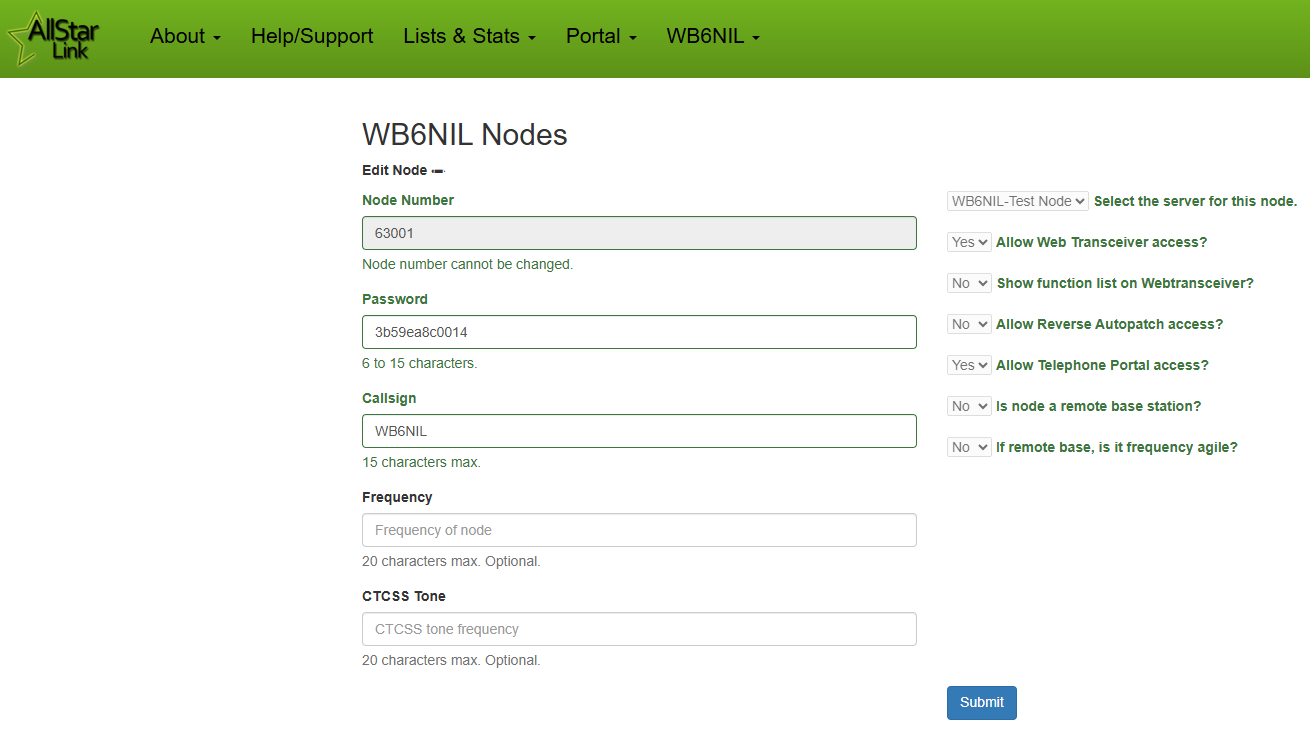 AllStar Link
About
Help/Support
Lists & Stats
Portal
WB6NIL
WB6NIL Nodes
Edit Node
Node Number
63001
Node number cannot be changed.
Password
3b59ea8c0014
6 to 15 characters.
Callsign
WB6NIL
15 characters max.
Frequency
Frequency of node
20 characters max. Optional.
CTCSS Tone
CTCSS tone frequency
20 characters max. Optional.
WB6NIL-Test Node Select the server for this node.
Yes Allow Web Transceiver access?
No Show function list on Webtransceiver?
No Allow Reverse Autopatch access?
Yes Allow Telephone Portal access?
No Is node a remote base station?
No If remote base, is it frequency agile?
Submit